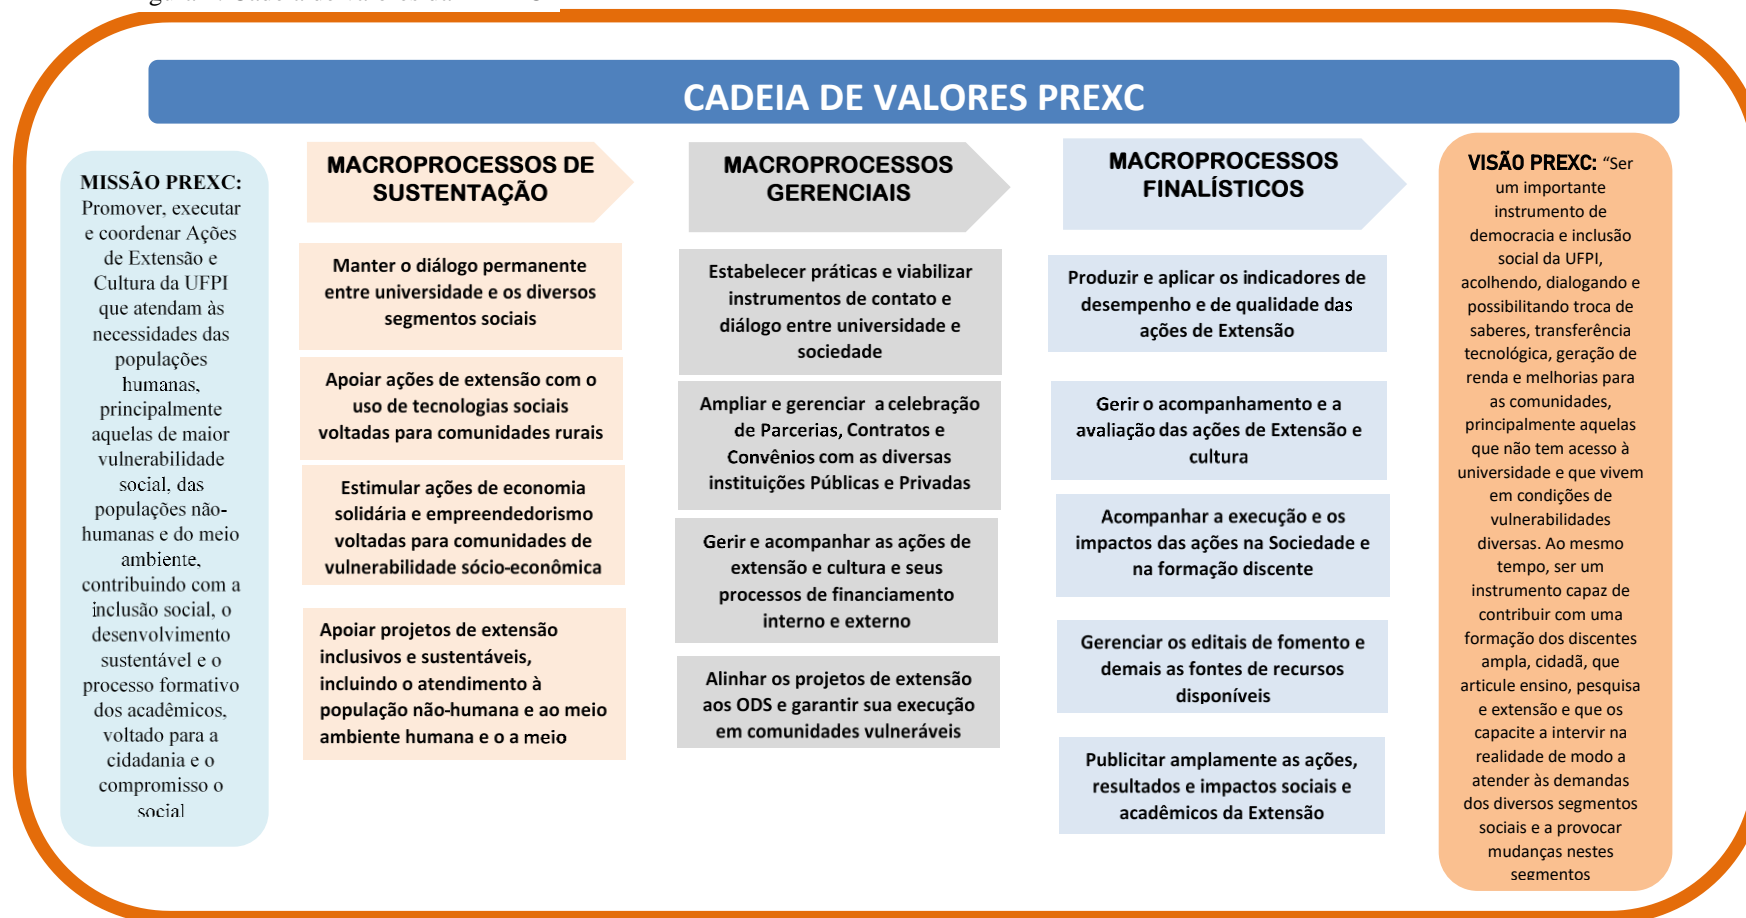 CADEIA DE VALORES PREXC
MISSÃO PREXC:
Promover, executar
e coordenar Ações
de Extensão e
Cultura da UFPI
que atendam às
necessidades das
populações
humanas,
principalmente
aquelas de maior
vulnerabilidade
social, das
populações não-
humanas e do meio
ambiente,
contribuindo com a
inclusão social, o
desenvolvimento
sustentável e o
processo formativo
dos acadêmicos,
voltado para a
cidadania e o
compromisso o
social
MACROPROCESSOS DE
SUSTENTAÇÃO
Manter o diálogo permanente
entre universidade e os diversos
segmentos sociais
Apoiar ações de extensão com o
uso de tecnologias sociais
voltadas para comunidades rurais
Estimular ações de economia
solidária e empreendedorismo
voltadas para comunidades de
vulnerabilidade sócio-econômica
Apoiar projetos de extensão
inclusivos e sustentáveis,
incluindo o atendimento à
população não-humana e ao meio
ambiente humana e o a meio
MACROPROCESSOS
GERENCIAIS
Estabelecer práticas e viabilizar
instrumentos de contato e
diálogo entre universidade e
sociedade
Ampliar e gerenciar a celebração
de Parcerias, Contratos e
Convênios com as diversas
instituições Públicas e Privadas
Gerir e acompanhar as ações de
extensão e cultura e seus
processos de financiamento
interno e externo
Alinhar os projetos de extensão
aos ODS e garantir sua execução
em comunidades vulneráveis
MACROPROCESSOS
FINALÍSTICOS
Produzir e aplicar os indicadores de
desempenho e de qualidade das
ações de Extensão
Gerir o acompanhamento e a
avaliação das ações de Extensão e
cultura
Acompanhar a execução e os
impactos das ações na Sociedade e
na formação discente
Gerenciar os editais de fomento e
demais as fontes de recursos
disponíveis
Publicitar amplamente as ações,
resultados e impactos sociais e
acadêmicos da Extensão
VISÃO PREXC: “Ser
um importante
instrumento de
democracia e inclusão
social da UFPI,
acolhendo, dialogando e
possibilitando troca de
saberes, transferência
tecnológica, geração de
renda e melhorias para
as comunidades,
principalmente aquelas
que não tem acesso à
universidade e que vivem
em condições de
vulnerabilidades
diversas. Ao mesmo
tempo, ser um
instrumento capaz de
contribuir com uma
formação dos discentes
ampla, cidadã, que
articule ensino, pesquisa
e extensão e que os
capacite a intervir na
realidade de modo a
atender às demandas
dos diversos segmentos
sociais e a provocar
mudanças nestes
segmentos